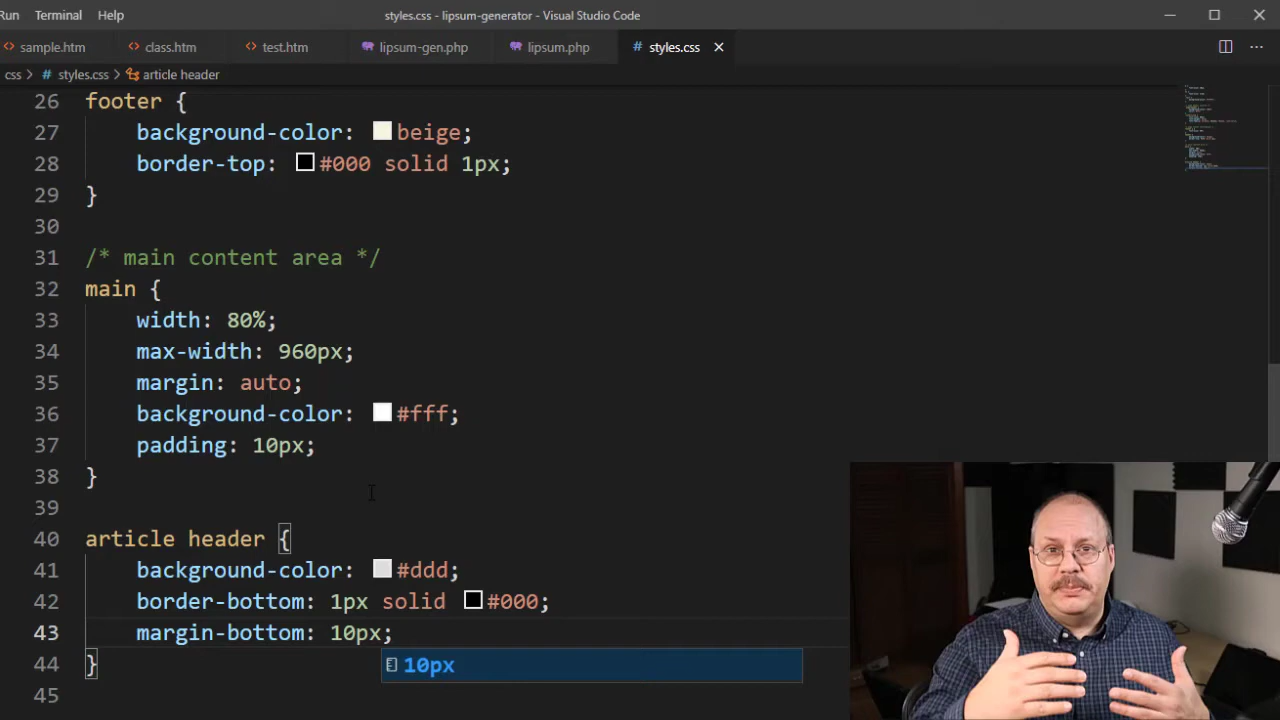 Run Terminal Help styles.css - lipsum-generator - Visual Studio Code
sample.htm class.htm test.htm lipsum-gen.php lipsum.php # styles.css
css > # styles.css > article header
26 footer {
27 background-color: beige;
28 border-top: #000 solid 1px;
29 }
30
31 /* main content area */
32 main {
33 width: 80%;
34 max-width: 960px;
35 margin: auto;
36 background-color: #fff;
37 padding: 10px;
38 }
39
40 article header {
41 background-color: #ddd;
42 border-bottom: 1px solid #000;
43 margin-bottom: 10px;
44 }
10px
45